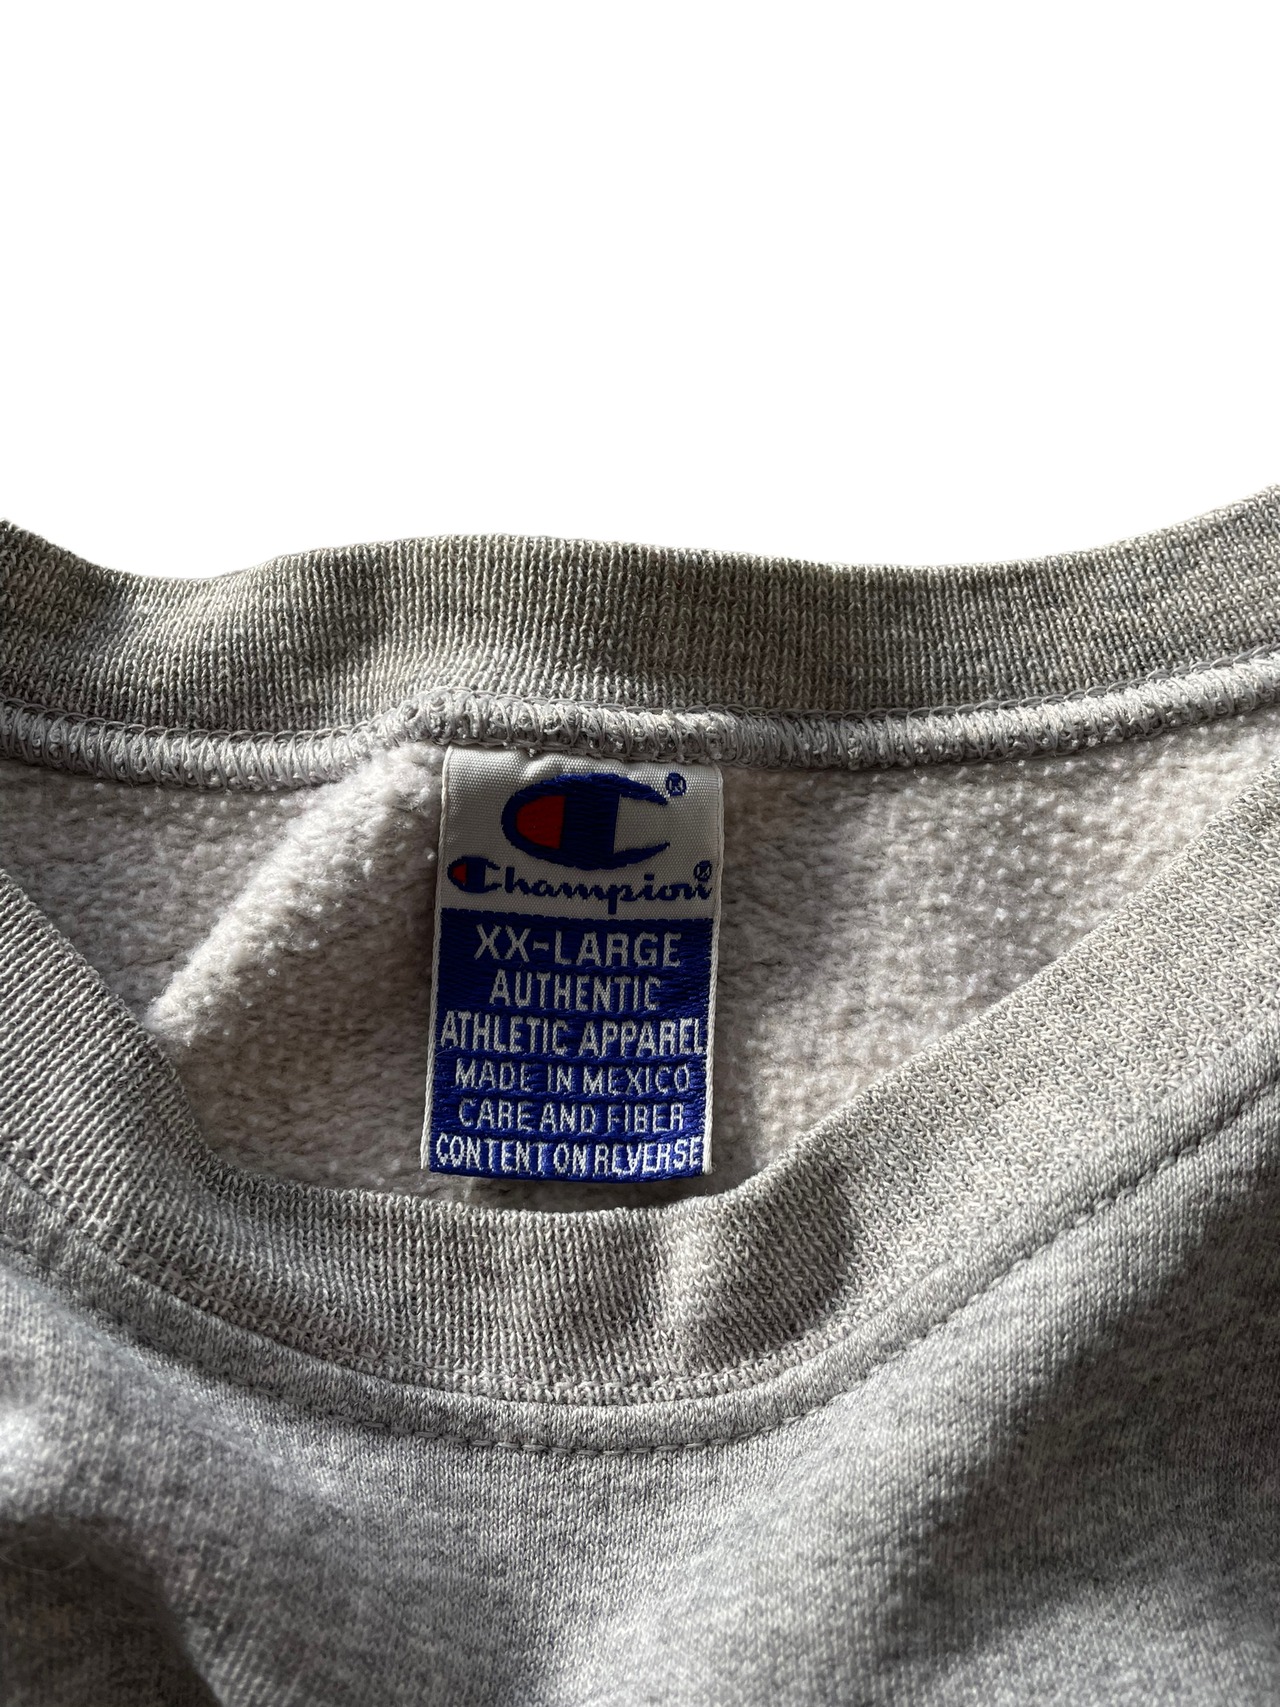 ®
Champion®
XX-LARGE
AUTHENTIC
ATHLETIC APPAREL
MADE IN MEXICO
CARE AND FIBER
CONTENT ON REVERSE